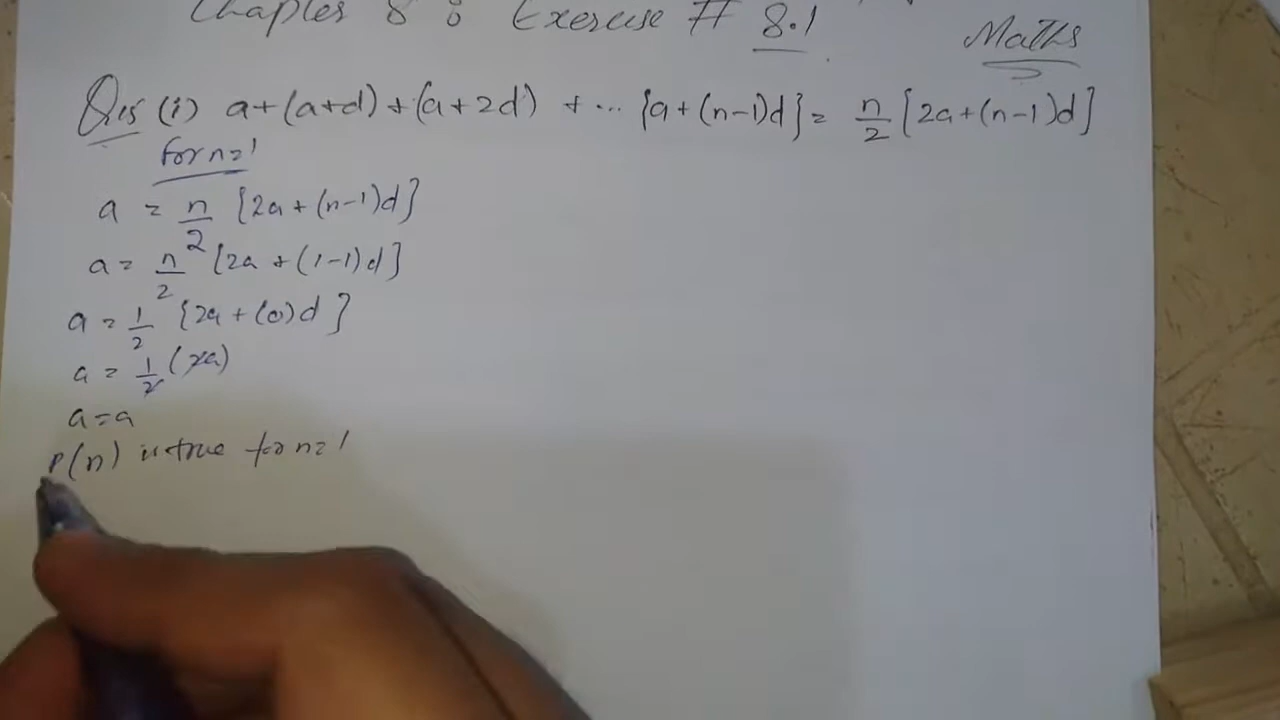 Chapter 8 : Exercise # 8.1
Maths
Q15 (i) a+(a+d)+(a+2d) + ... {a+(n-1)d}= n/2 [2a+(n-1)d]
for n=1
a = n/2 [2a+(n-1)d]
a = n/2 [2a+(1-1)d]
a = 1/2 {2a+(0)d}
a = 1/2 (2a)
a=a
P(n) is true for n=1